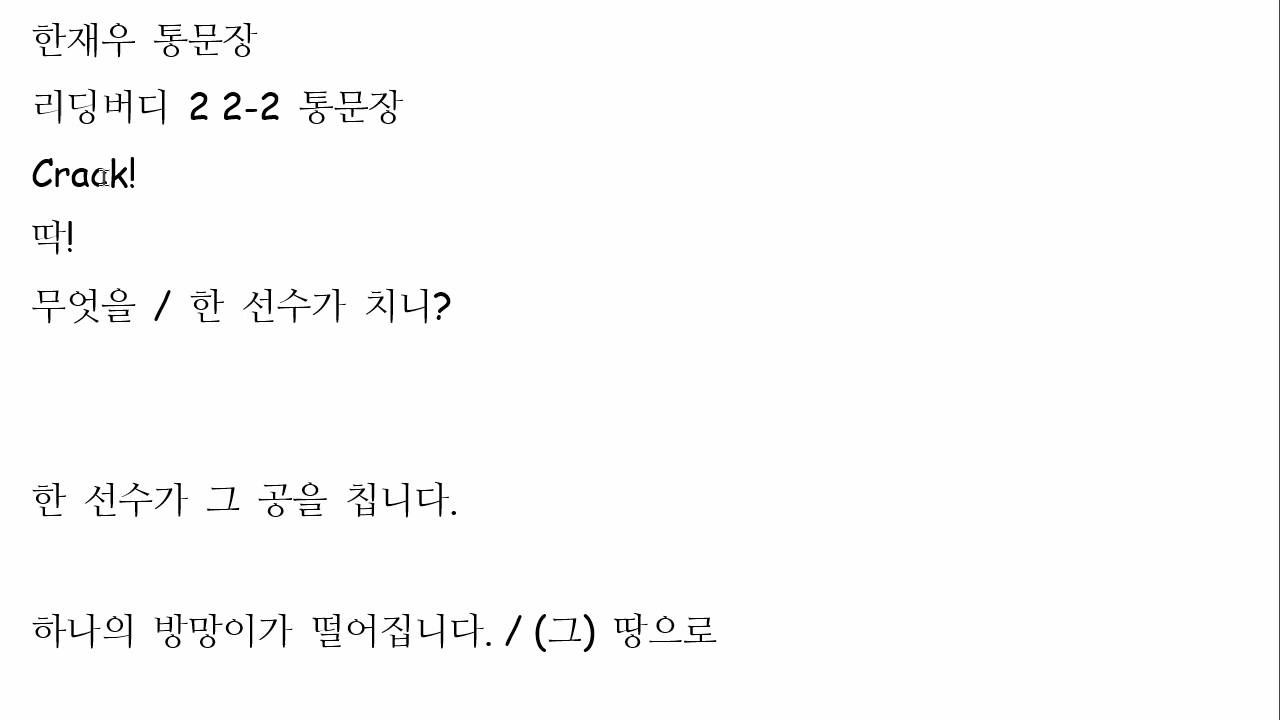 한재우 통문장
리딩버디 2 2-2 통문장
Crack!
딱!
무엇을 / 한 선수가 치니?
한 선수가 그 공을 칩니다.
하나의 방망이가 떨어집니다. / (그) 땅으로